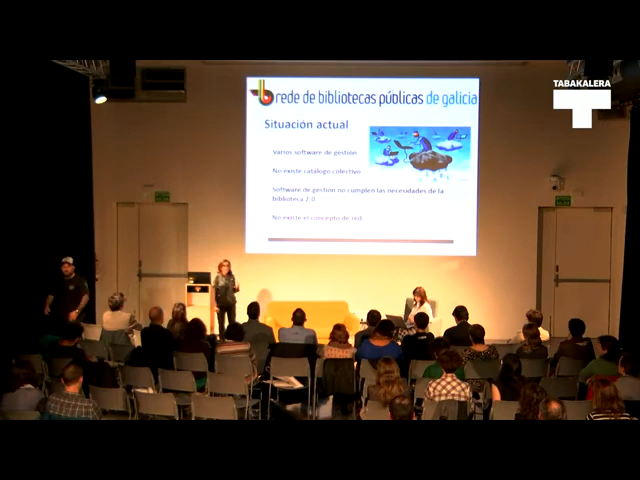 TABAKALERA
T
rede de bibliotecas públicas de galicia
Situación actual
Varios software de gestión
No existe catálogo colectivo
Software de gestión no cumplen las necesidades de la
biblioteca 2.0
No existe el concepto de red